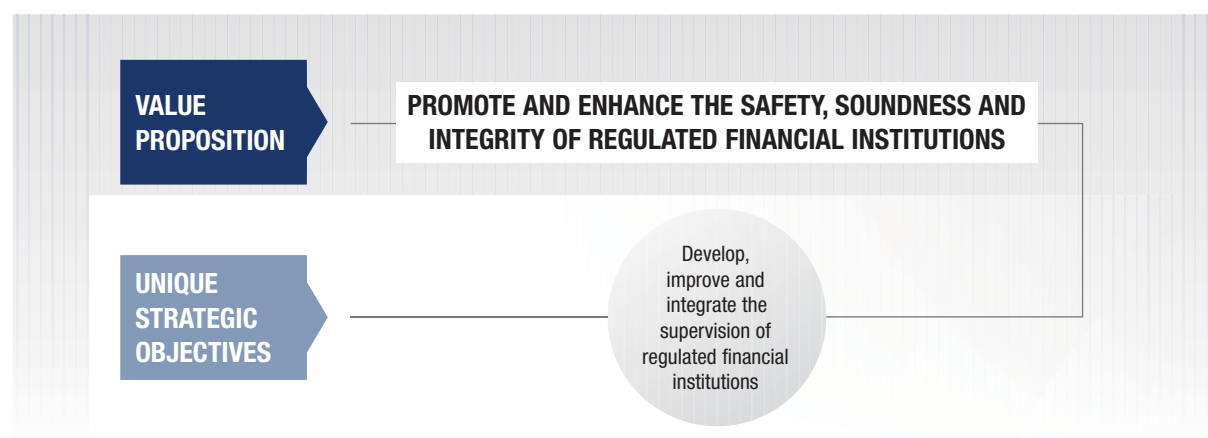 VALUE
PROPOSITION
PROMOTE AND ENHANCE THE SAFETY, SOUNDNESS AND
INTEGRITY OF REGULATED FINANCIAL INSTITUTIONS
UNIQUE
STRATEGIC
OBJECTIVES
Develop,
improve and
integrate the
supervision of
regulated financial
institutions